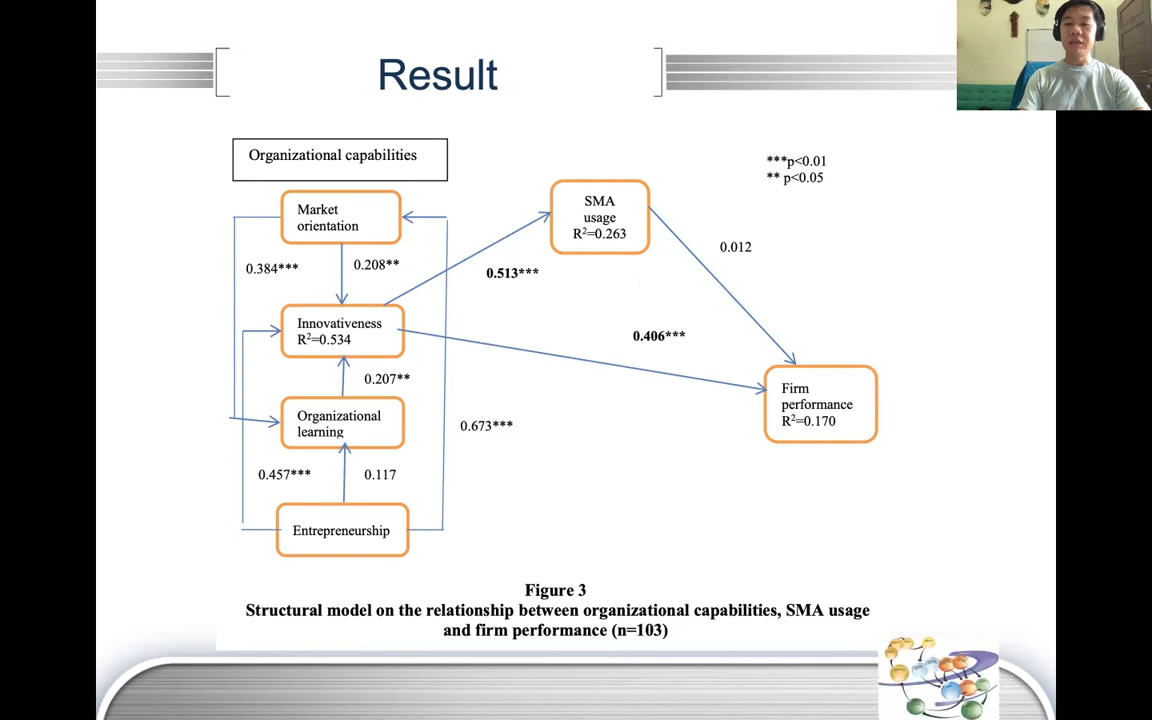 Result
Organizational capabilities
***p<0.01
** p<0.05
Market
orientation
SMA
usage
R²=0.263
0.384***
0.208**
0.513***
0.012
Innovativeness
R²=0.534
0.406***
0.207**
Firm
performance
R²=0.170
Organizational
learning
0.673***
0.457***
0.117
Entrepreneurship
Figure 3
Structural model on the relationship between organizational capabilities, SMA usage
and firm performance (n=103)